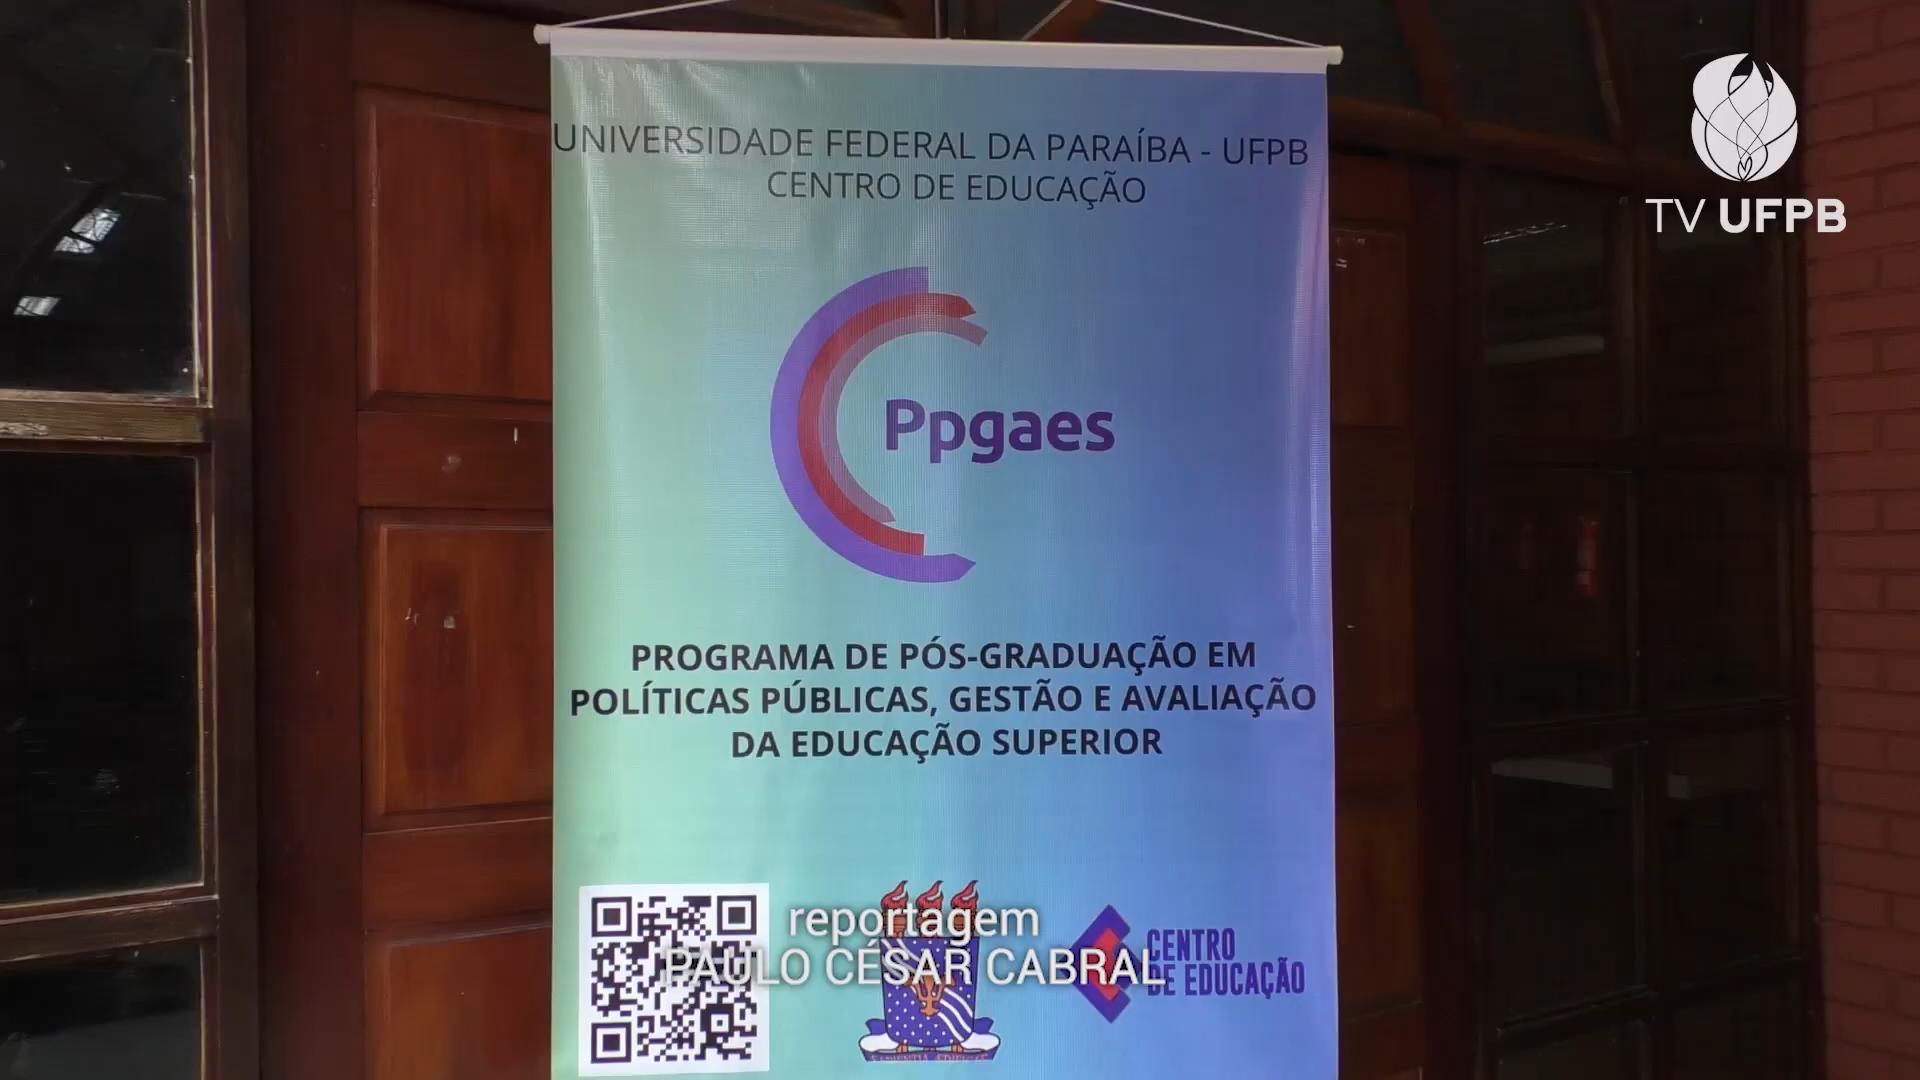 UNIVERSIDADE FEDERAL DA PARAÍBA - UFPB
CENTRO DE EDUCAÇÃO
TV UFPB
Ppgaes
PROGRAMA DE PÓS-GRADUAÇÃO EM
POLÍTICAS PÚBLICAS, GESTÃO E AVALIAÇÃO
DA EDUCAÇÃO SUPERIOR
reportagem
PAULO CÉSAR CABRAL
CENTRO
DE EDUCAÇÃO